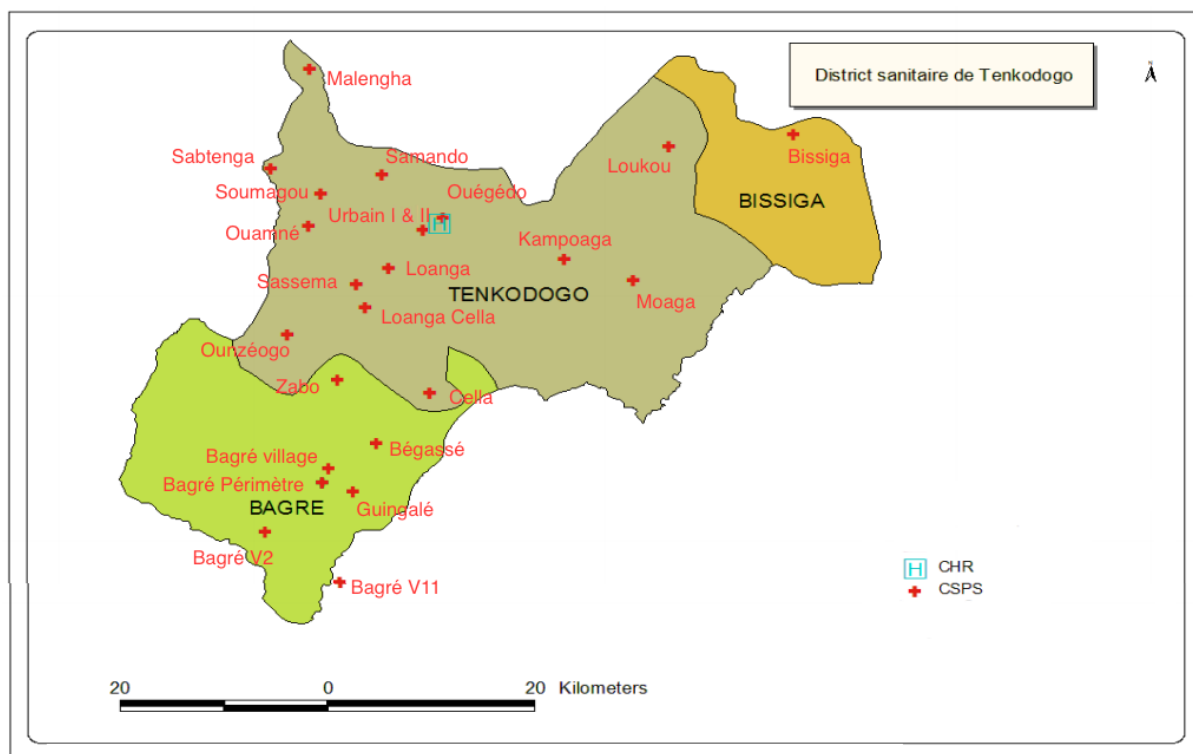 District sanitaire de Tenkodogo
N
Malengha
Sabtenga
Samando
Loukou
Bissiga
Soumagou
Ouégédo
BISSIGA
Urbain I & II
H
Ouamné
Kampoaga
Loanga
Sassema
TENKODOGO
Moaga
Loanga Cella
Ounzéogo
Zabo
Cella
Bégassé
Bagré village
Bagré Périmètre
BAGRE
Guingalé
Bagré V2
Bagré V11
H CHR
CSPS
20 0 20 Kilometers